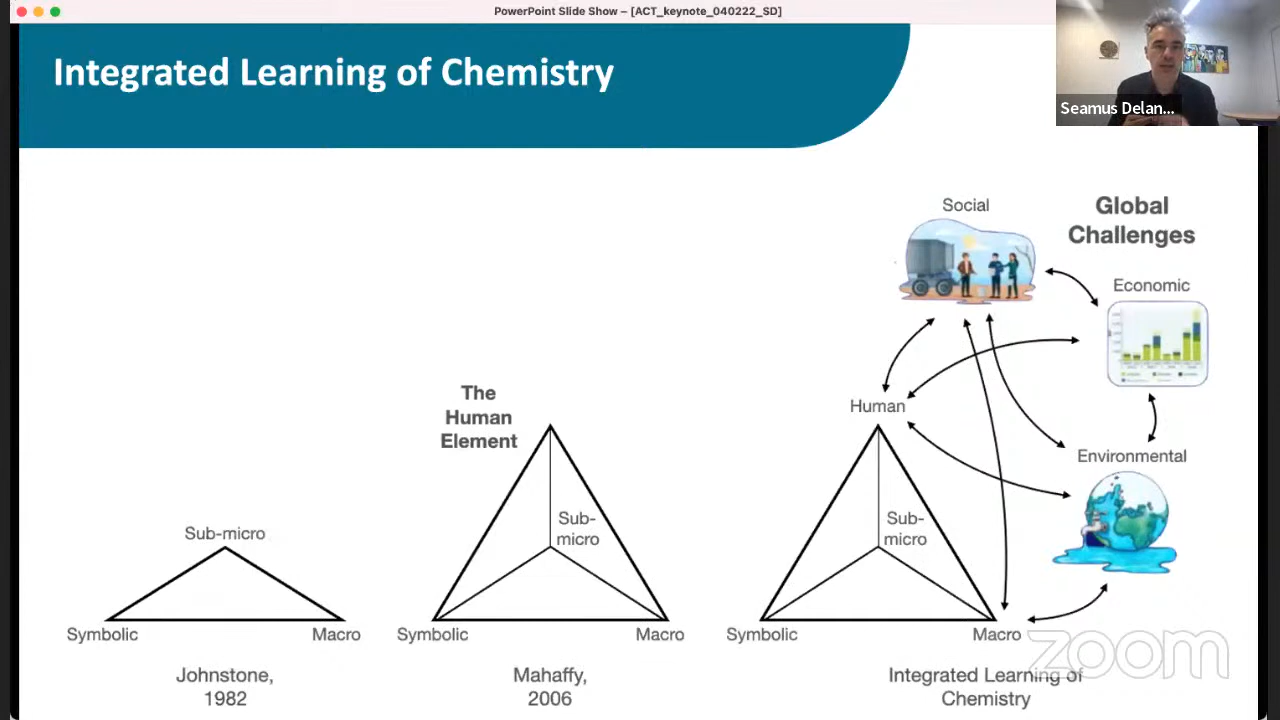 PowerPoint Slide Show – [ACT_keynote_040222_SD]
Integrated Learning of Chemistry
Seamus Delan...
Social
Global
Challenges
Economic
The
Human
Element
Human
Environmental
Sub-micro
Sub-
micro
Sub-
micro
Symbolic
Macro
Symbolic
Macro
Symbolic
Macro
Johnstone,
1982
Mahaffy,
2006
Integrated Learning of
Chemistry
zoom